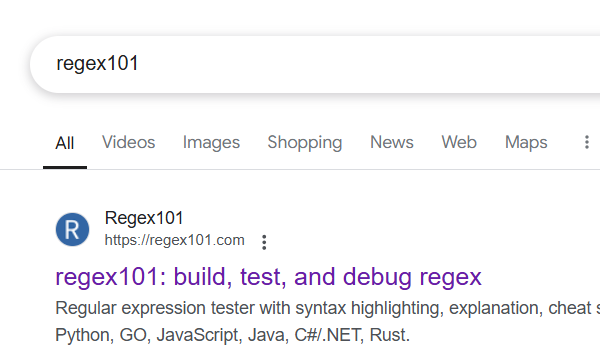 regex101
All Videos Images Shopping News Web Maps
R
Regex101
https://regex101.com
regex101: build, test, and debug regex
Regular expression tester with syntax highlighting, explanation, cheat
Python, GO, JavaScript, Java, C#/.NET, Rust.